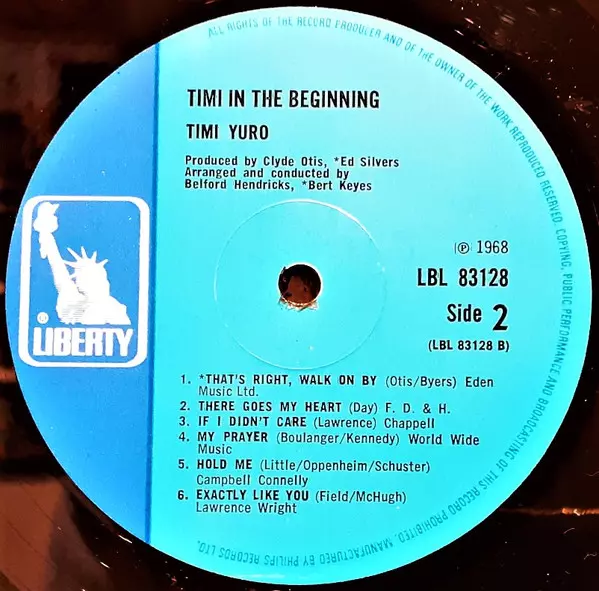 ALL RIGHTS OF THE RECORD PRODUCER AND OF THE OWNER OF THE WORK REPRODUCED RESERVED. COPYING, PUBLIC PERFORMANCE AND BROADCASTING OF THIS RECORD PROHIBITED. MANUFACTURED BY PHILIPS RECORDS LTD.
TIMI IN THE BEGINNING
TIMI YURO
Produced by Clyde Otis, *Ed Silvers
Arranged and conducted by
Belford Hendricks, *Bert Keyes
℗ 1968
LBL 83128
Side 2
(LBL 83128 B)
® LIBERTY
1. *THAT'S RIGHT, WALK ON BY (Otis/Byers) Eden
Music Ltd.
2. THERE GOES MY HEART (Day) F. D. & H.
3. IF I DIDN'T CARE (Lawrence) Chappell
4. MY PRAYER (Boulanger/Kennedy) World Wide
Music
5. HOLD ME (Little/Oppenheim/Schuster)
Campbell Connelly
6. EXACTLY LIKE YOU (Field/McHugh)
Lawrence Wright